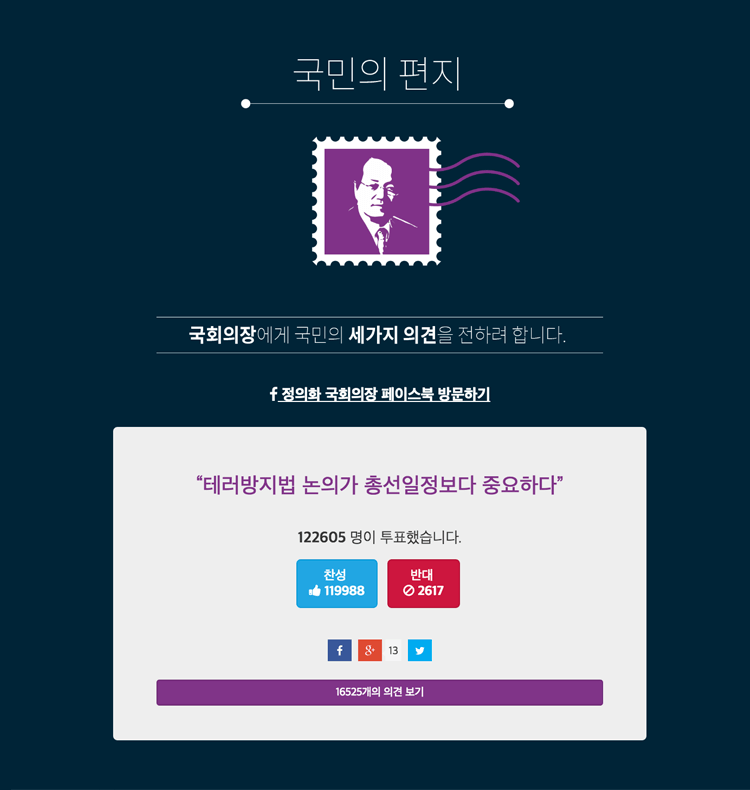 국민의 편지
국회의장에게 국민의 세가지 의견을 전하려 합니다.
정의화 국회의장 페이스북 방문하기
“테러방지법 논의가 총선일정보다 중요하다”
122605 명이 투표했습니다.
찬성 반대
119988 2617
f g+ 13
16525개의 의견 보기